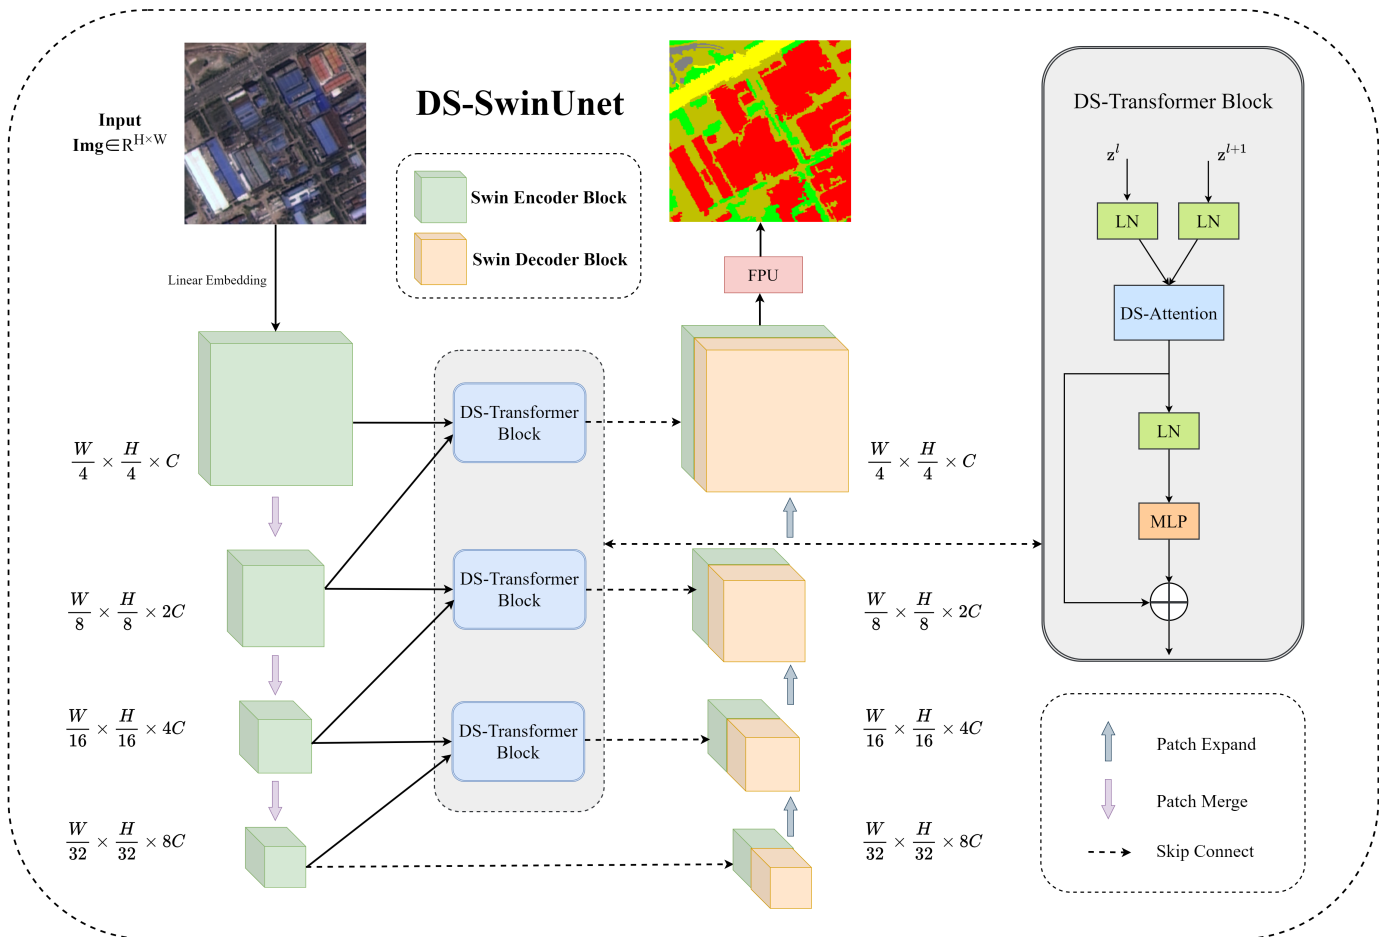 DS-SwinUnet
Input
Img∈R^{H×W}
Swin Encoder Block
Swin Decoder Block
Linear Embedding
FPU
DS-Transformer Block
z^l
z^{l+1}
LN
LN
DS-Attention
LN
MLP
DS-Transformer
Block
DS-Transformer
Block
DS-Transformer
Block
W/4 × H/4 × C
W/8 × H/8 × 2C
W/16 × H/16 × 4C
W/32 × H/32 × 8C
W/4 × H/4 × C
W/8 × H/8 × 2C
W/16 × H/16 × 4C
W/32 × H/32 × 8C
Patch Expand
Patch Merge
Skip Connect